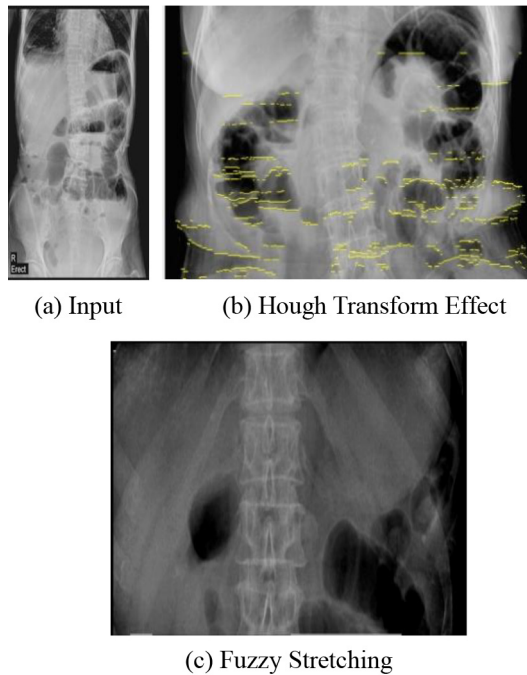 R
Erect
(a) Input
(b) Hough Transform Effect
(c) Fuzzy Stretching